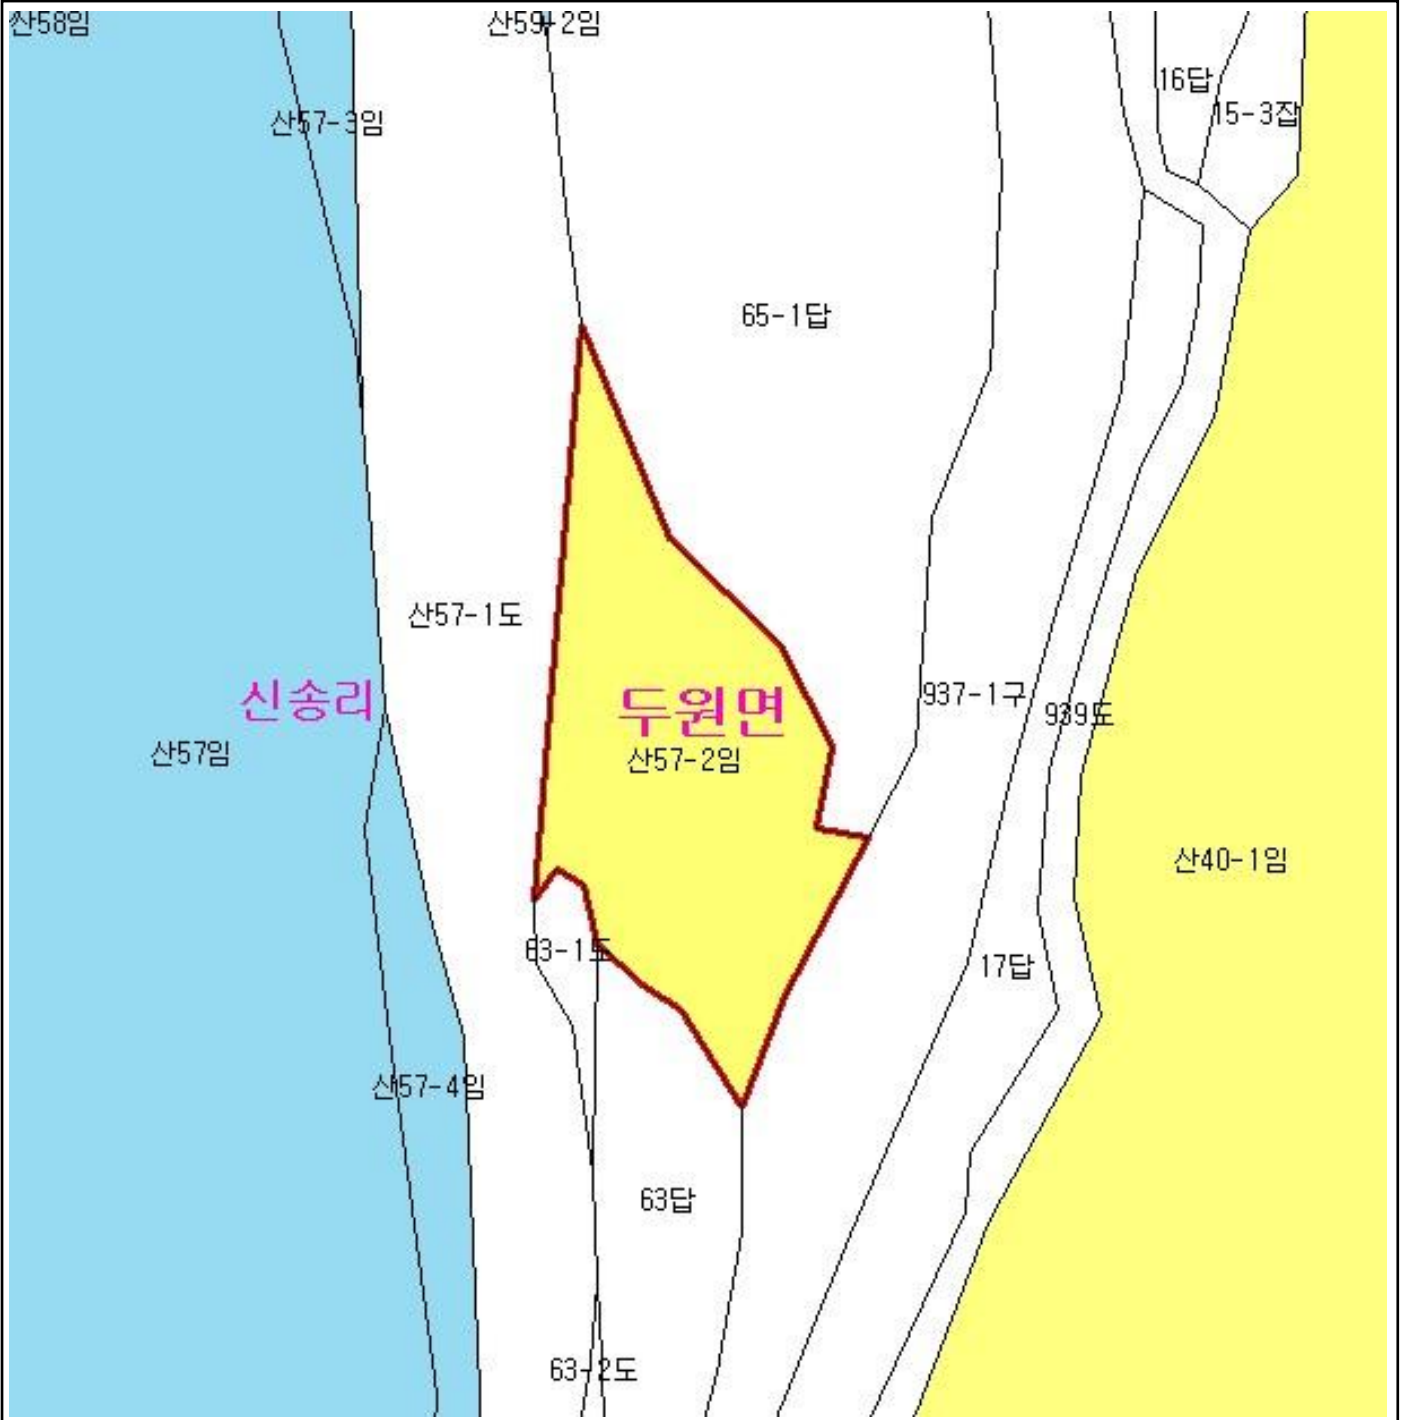 산58임
산59-2임
16답
15-3잡
산57-3임
65-1답
산57-1도
신송리
두원면
937-1구
939도
산57임
산57-2임
산40-1임
63-1도
17답
산57-4임
63답
63-2도